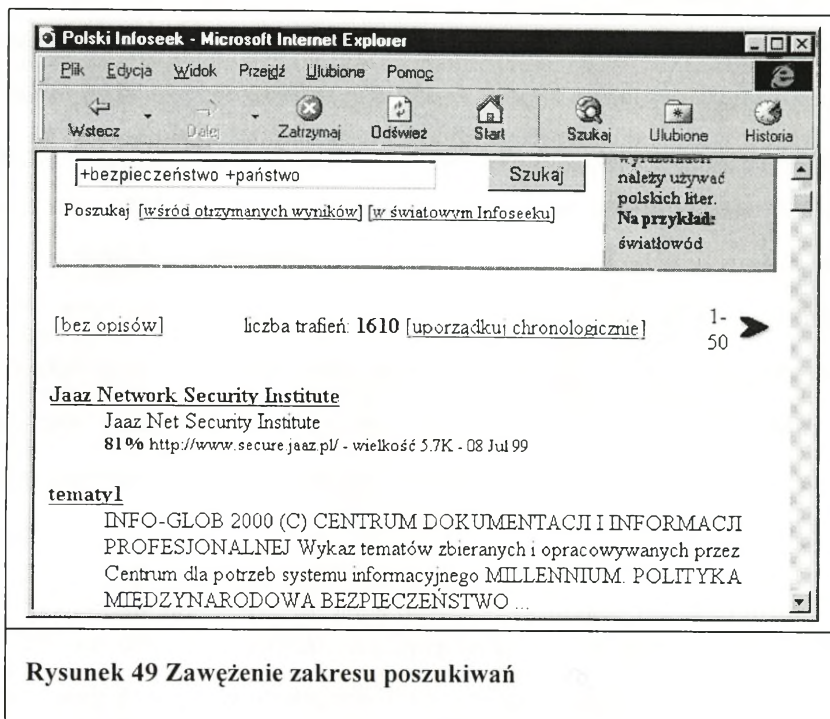 Polski Infoseek - Microsoft Internet Explorer
Plik Edycja Widok Przejdź Ulubione Pomoc
Wstecz Dalej Zatrzymaj Odśwież Start Szukaj Ulubione Historia
+bezpieczeństwo +państwo Szukaj
Poszukaj [wśród otrzymanych wyników] [w światowym Infoseeku]
wyrażeniach
należy używać
polskich liter.
Na przykład:
światłowód
[bez opisów] liczba trafień: 1610 [uporządkuj chronologicznie] 1-
50
Jaaz Network Security Institute
Jaaz Net Security Institute
81% http://www.secure.jaaz.pl/ - wielkość 5.7K - 08 Jul 99
tematy1
INFO-GLOB 2000 (C) CENTRUM DOKUMENTACJI I INFORMACJI
PROFESJONALNEJ Wykaz tematów zbieranych i opracowywanych przez
Centrum dla potrzeb systemu informacyjnego MILLENNIUM. POLITYKA
MIĘDZYNARODOWA BEZPIECZEŃSTWO ...
Rysunek 49 Zawężenie zakresu poszukiwań